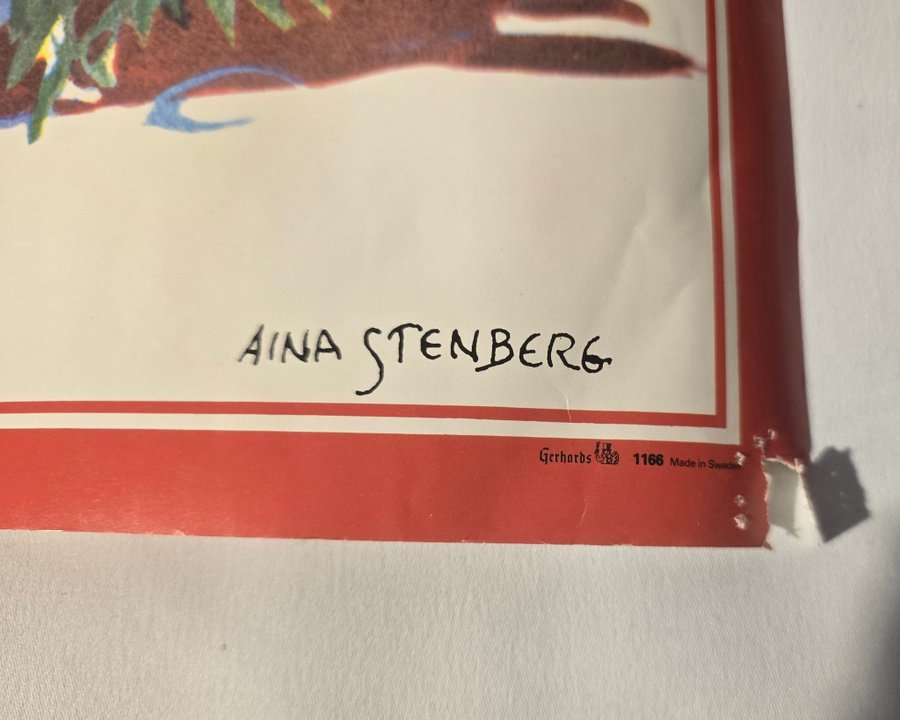 AINA STENBERG
Gerhards 1166 Made in Sweden